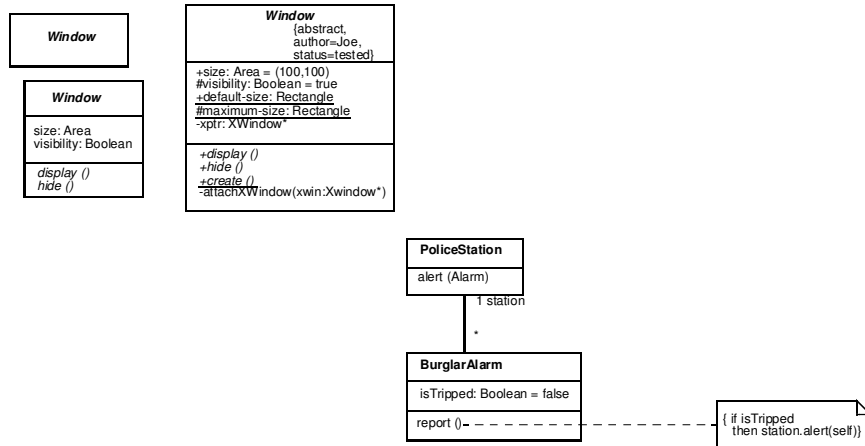 Window
Window
size: Area
visibility: Boolean
display ()
hide ()
Window
{abstract,
author=Joe,
status=tested}
+size: Area = (100,100)
#visibility: Boolean = true
+default-size: Rectangle
#maximum-size: Rectangle
-xptr: XWindow*
+display ()
+hide ()
+create ()
-attachXWindow(xwin:Xwindow*)
PoliceStation
alert (Alarm)
1 station
*
BurglarAlarm
isTripped: Boolean = false
report ()
{ if isTripped
then station.alert(self)}